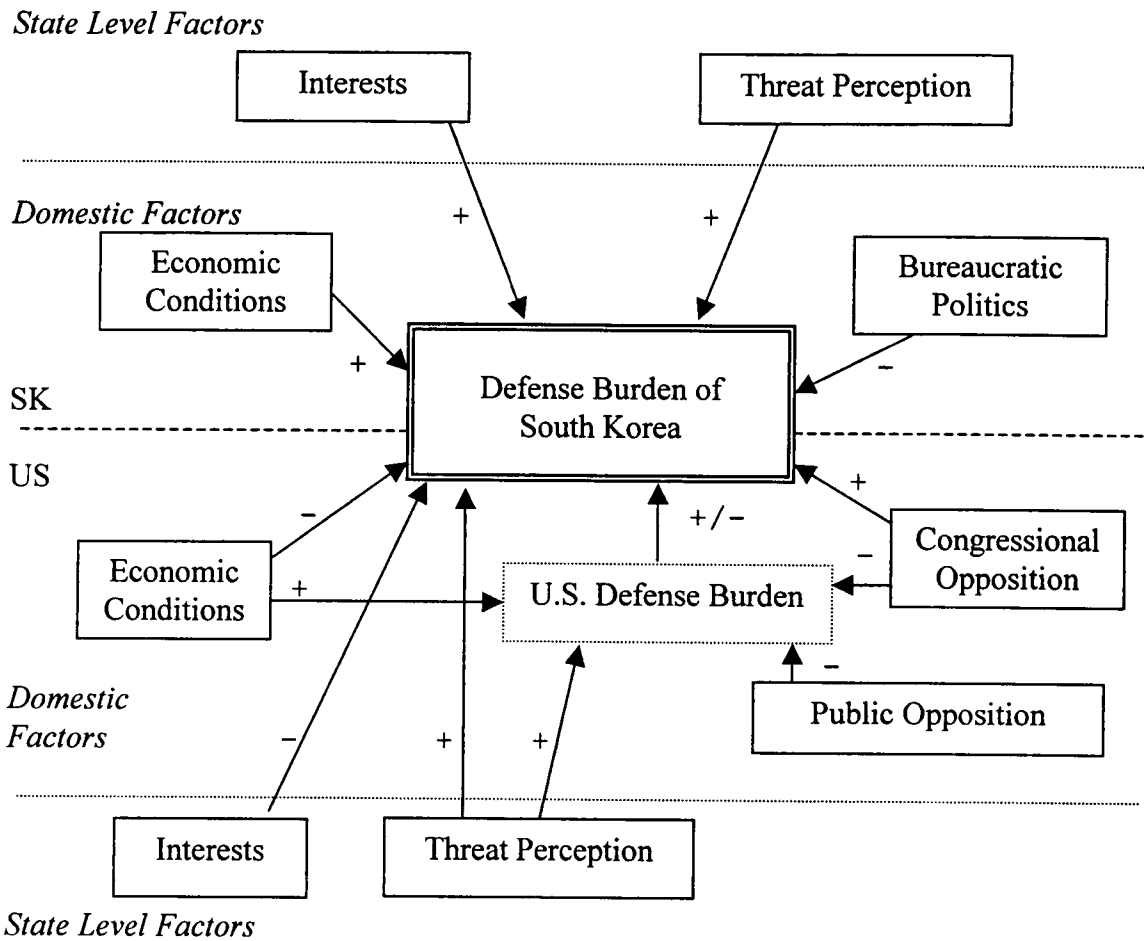 State Level Factors
Interests
Threat Perception
+
+
Domestic Factors
Economic
Conditions
Bureaucratic
Politics
+
−
Defense Burden of
South Korea
SK
US
−
+
+/−
Economic
Conditions
+
Congressional
Opposition
−
U.S. Defense Burden
−
Domestic
Factors
Public Opposition
−
+
+
Interests
Threat Perception
State Level Factors